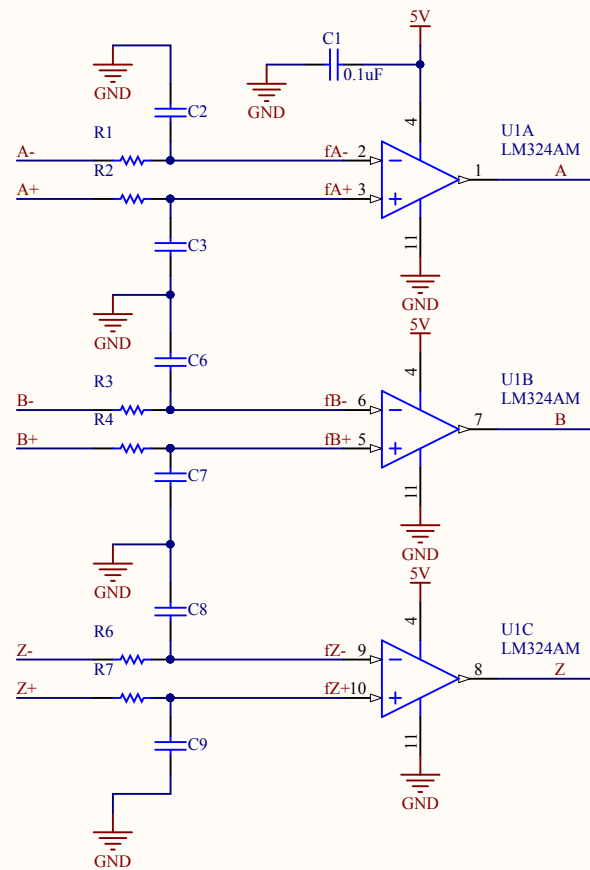 5V
C1
0.1uF
GND
GND
C2
4
R1
U1A
LM324AM
A-
fA-
2
1
A
R2
A+
fA+
3
C3
11
GND
GND
5V
C6
4
R3
U1B
LM324AM
B-
fB-
6
7
B
R4
B+
fB+
5
C7
11
GND
GND
5V
C8
4
R6
U1C
LM324AM
Z-
fZ-
9
8
Z
R7
Z+
fZ+
10
C9
11
GND
GND